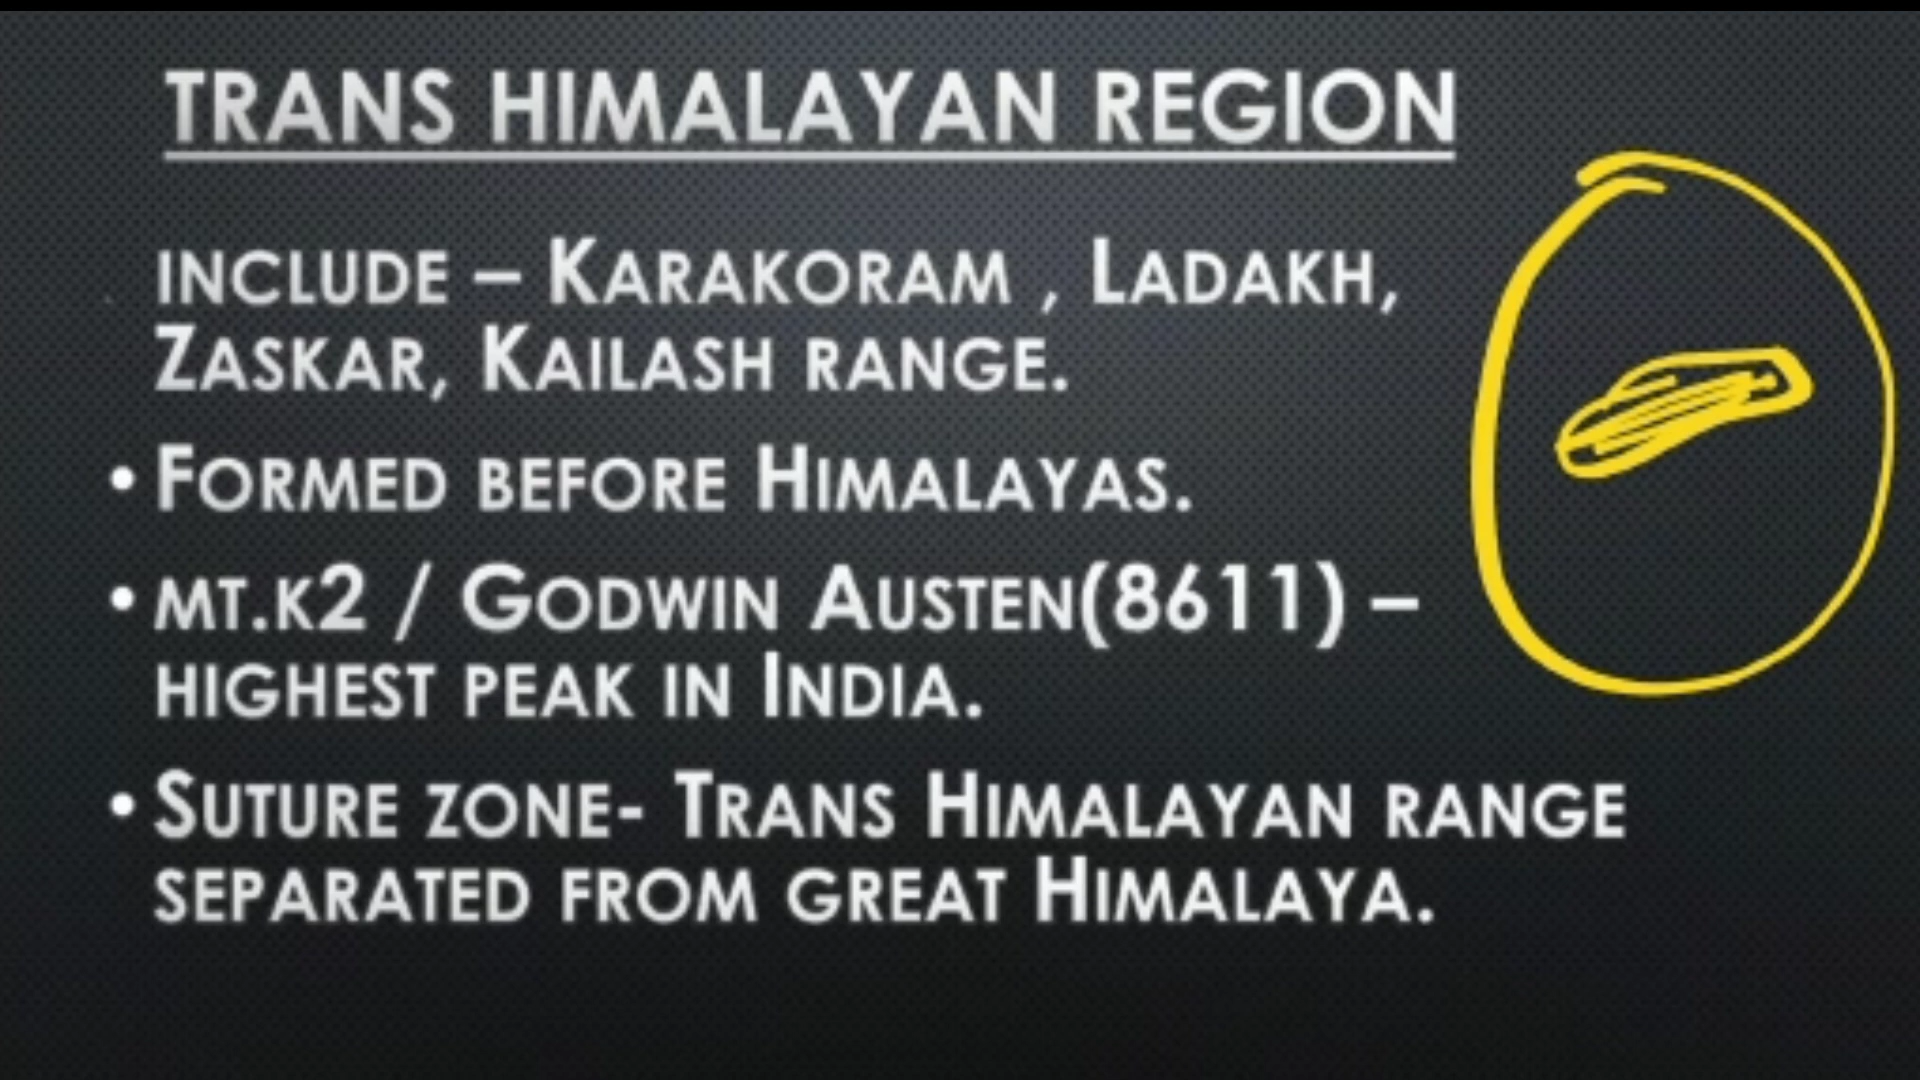 TRANS HIMALAYAN REGION
INCLUDE – KARAKORAM , LADAKH,
ZASKAR, KAILASH RANGE.
• FORMED BEFORE HIMALAYAS.
• MT.K2 / GODWIN AUSTEN(8611) –
HIGHEST PEAK IN INDIA.
• SUTURE ZONE- TRANS HIMALAYAN RANGE
SEPARATED FROM GREAT HIMALAYA.